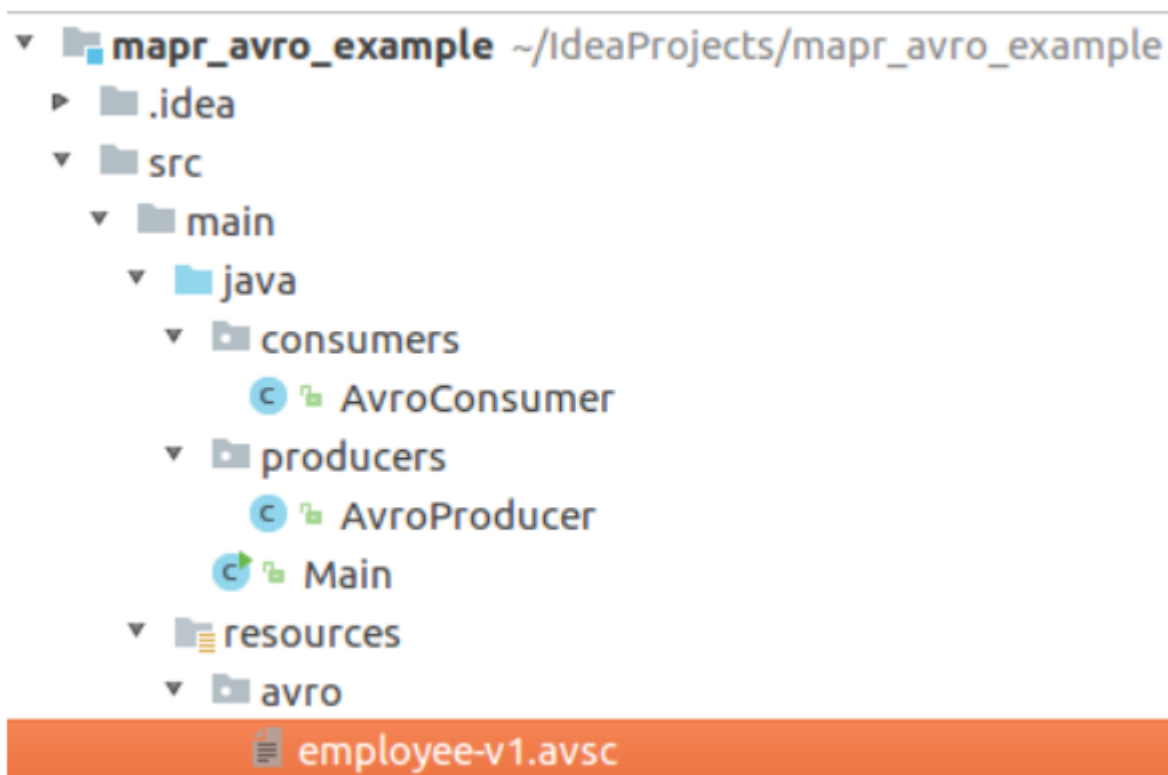 mapr_avro_example ~/IdeaProjects/mapr_avro_example
.idea
src
main
java
consumers
C AvroConsumer
producers
C AvroProducer
C Main
resources
avro
employee-v1.avsc